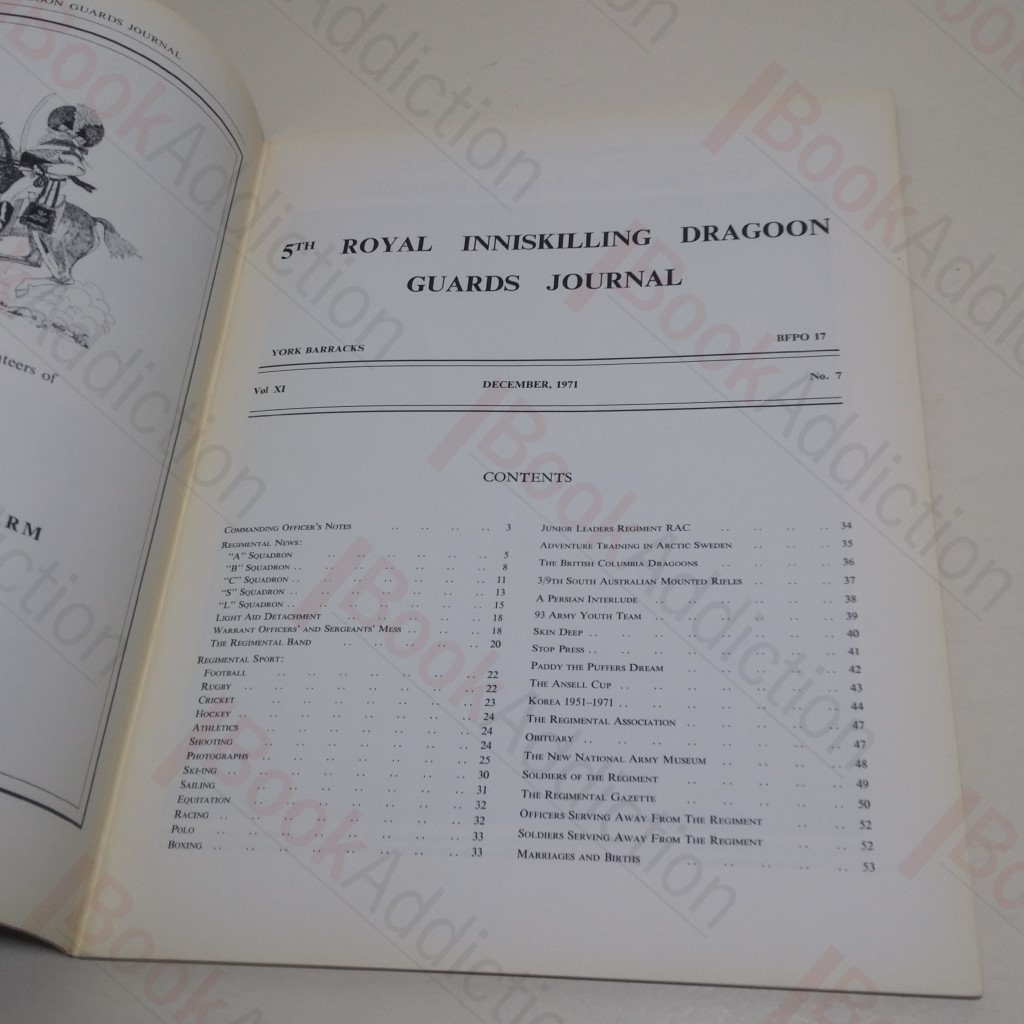 OON GUARDS JOURNAL
nteers of
ARM
5TH ROYAL INNISKILLING DRAGOON
GUARDS JOURNAL
YORK BARRACKS BFPO 17
Vol XI DECEMBER, 1971 No. 7
CONTENTS
COMMANDING OFFICER'S NOTES .. .. .. .. 3
REGIMENTAL NEWS:
"A" SQUADRON .. .. .. .. .. 5
"B" SQUADRON .. .. .. .. .. .. 8
"C" SQUADRON .. .. .. .. .. .. 11
"S" SQUADRON .. .. .. .. .. .. 13
"L" SQUADRON .. .. .. .. .. .. 15
LIGHT AID DETACHMENT .. .. .. .. 18
WARRANT OFFICERS' AND SERGEANTS' MESS .. .. .. 18
THE REGIMENTAL BAND .. .. .. .. 20
REGIMENTAL SPORT:
FOOTBALL .. .. .. .. .. .. 22
RUGBY .. .. .. .. .. .. .. 22
CRICKET .. .. .. .. .. .. 23
HOCKEY .. .. .. .. .. .. .. 24
ATHLETICS .. .. .. .. .. .. 24
SHOOTING .. .. .. .. .. .. 24
PHOTOGRAPHS .. .. .. .. .. .. 25
SKI-ING .. .. .. .. .. .. .. 30
SAILING .. .. .. .. .. .. 31
EQUITATION .. .. .. .. .. 32
RACING .. .. .. .. .. .. .. 32
POLO .. .. .. .. .. .. .. 33
BOXING .. .. .. .. .. .. .. 33
JUNIOR LEADERS REGIMENT RAC .. .. .. .. 34
ADVENTURE TRAINING IN ARCTIC SWEDEN .. .. .. 35
THE BRITISH COLUMBIA DRAGOONS .. .. .. 36
3/9TH SOUTH AUSTRALIAN MOUNTED RIFLES .. .. .. 37
A PERSIAN INTERLUDE .. .. .. .. .. 38
93 ARMY YOUTH TEAM .. .. .. .. .. 39
SKIN DEEP .. .. .. .. .. .. .. 40
STOP PRESS .. .. .. .. .. .. .. 41
PADDY THE PUFFERS DREAM .. .. .. .. 42
THE ANSELL CUP .. .. .. .. .. .. 43
KOREA 1951–1971 .. .. .. .. .. .. 44
THE REGIMENTAL ASSOCIATION .. .. .. .. 47
OBITUARY .. .. .. .. .. .. .. 47
THE NEW NATIONAL ARMY MUSEUM .. .. .. 48
SOLDIERS OF THE REGIMENT .. .. .. .. 49
THE REGIMENTAL GAZETTE .. .. .. .. 50
OFFICERS SERVING AWAY FROM THE REGIMENT .. .. 52
SOLDIERS SERVING AWAY FROM THE REGIMENT .. .. 52
MARRIAGES AND BIRTHS .. .. .. .. 53
BookAddiction